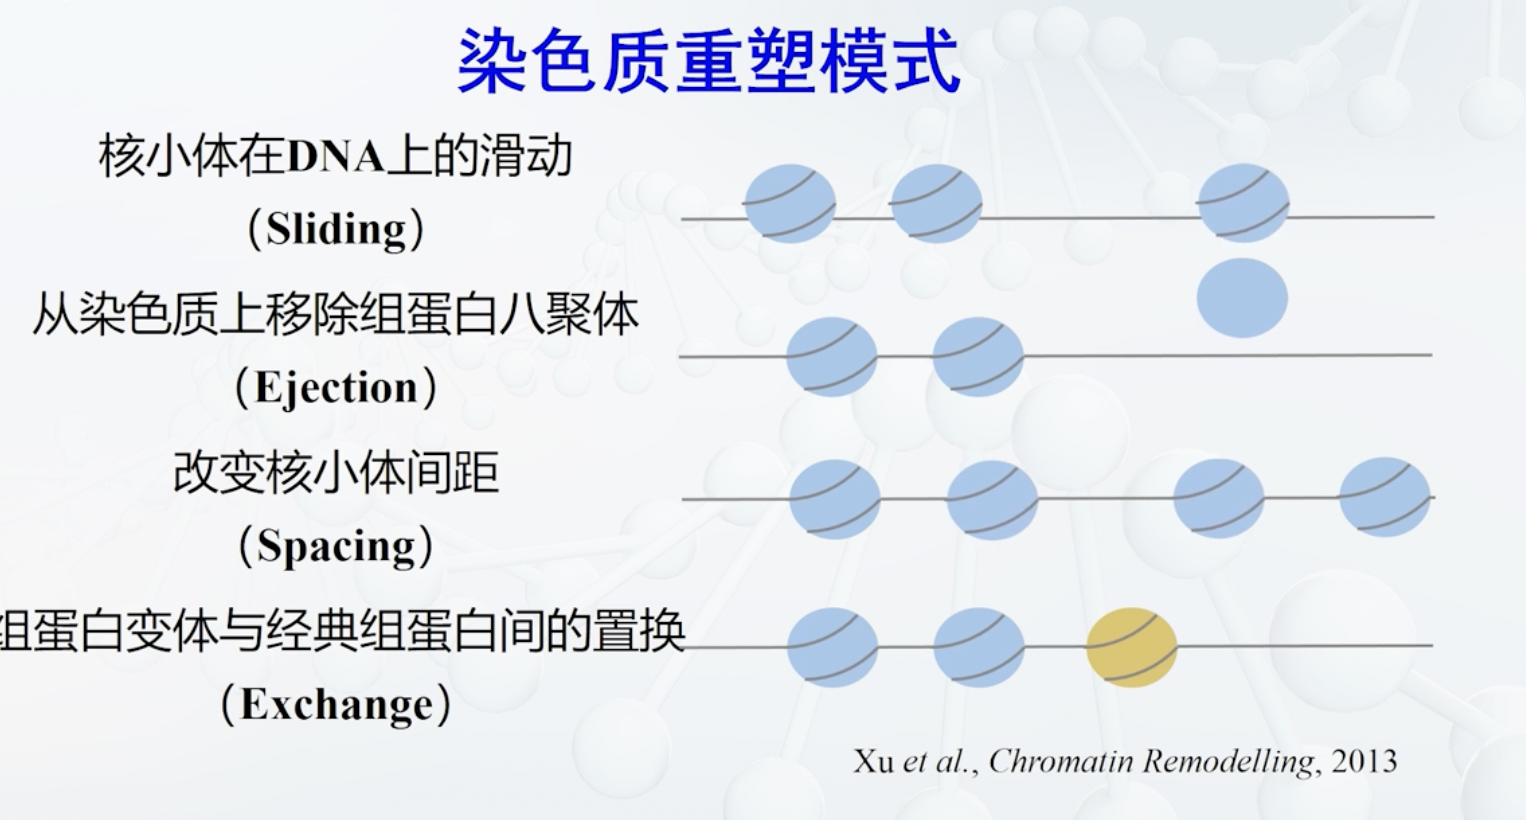 染色质重塑模式
核小体在DNA上的滑动
（Sliding）
从染色质上移除组蛋白八聚体
（Ejection）
改变核小体间距
（Spacing）
组蛋白变体与经典组蛋白间的置换
（Exchange）
Xu et al., Chromatin Remodelling, 2013